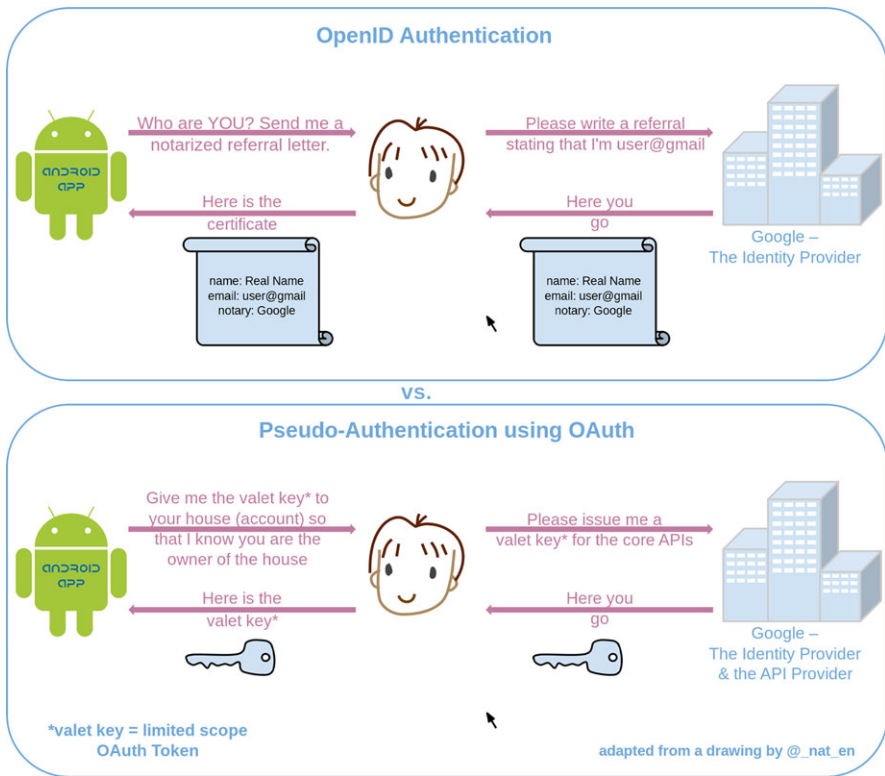 OpenID Authentication
Who are YOU? Send me a
notarized referral letter.
Please write a referral
stating that I'm user@gmail
ANDROID
APP
Here is the
certificate
Here you
go
Google –
The Identity Provider
name: Real Name
email: user@gmail
notary: Google
name: Real Name
email: user@gmail
notary: Google
vs.
Pseudo-Authentication using OAuth
Give me the valet key* to
your house (account) so
that I know you are the
owner of the house
Please issue me a
valet key* for the core APIs
ANDROID
APP
Here is the
valet key*
Here you
go
Google –
The Identity Provider
& the API Provider
*valet key = limited scope
OAuth Token
adapted from a drawing by @_nat_en